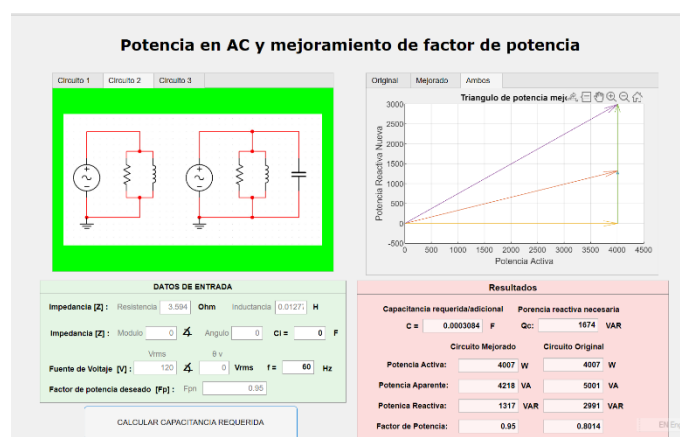 Potencia en AC y mejoramiento de factor de potencia
Circuito 1 Circuito 2 Circuito 3
Original Mejorado Ambos
Triangulo de potencia mej
3000
2500
2000
1500
1000
500
0
-500
Potencia Reactiva Nueva
0 500 1000 1500 2000 2500 3000 3500 4000 4500
Potencia Activa
DATOS DE ENTRADA
Impedancia [Z] : Resistencia 3.594 Ohm Inductancia 0.0127 H
Impedancia [Z] : Modulo 0 Angulo 0 Ci = 0 F
Vrms θ v
Fuente de Voltaje [V] : 120 0 Vrms f = 60 Hz
Factor de potencia deseado [Fp] : Fpn 0.95
CALCULAR CAPACITANCIA REQUERIDA
Resultados
Capacitancia requerida/adicional Porencia reactiva necesaria
C = 0.0003084 F Qc: 1674 VAR
Circuito Mejorado Circuito Original
Potencia Activa: 4007 W 4007 W
Potencia Aparente: 4218 VA 5001 VA
Potenica Reactiva: 1317 VAR 2991 VAR
Factor de Potencia: 0.95 0.8014